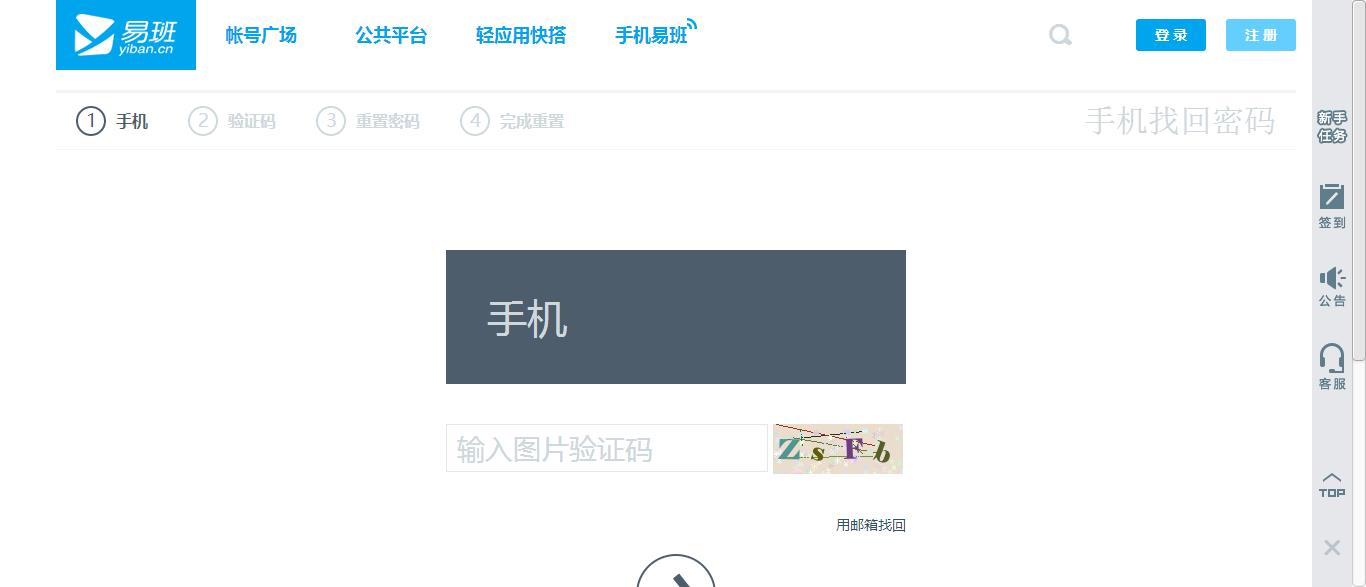 易班
yiban.cn
帐号广场
公共平台
轻应用快搭
手机易班
登录
注册
1 手机
2 验证码
3 重置密码
4 完成重置
手机找回密码
新手
任务
签到
公告
客服
手机
输入图片验证码
ZsFb
用邮箱找回
TOP